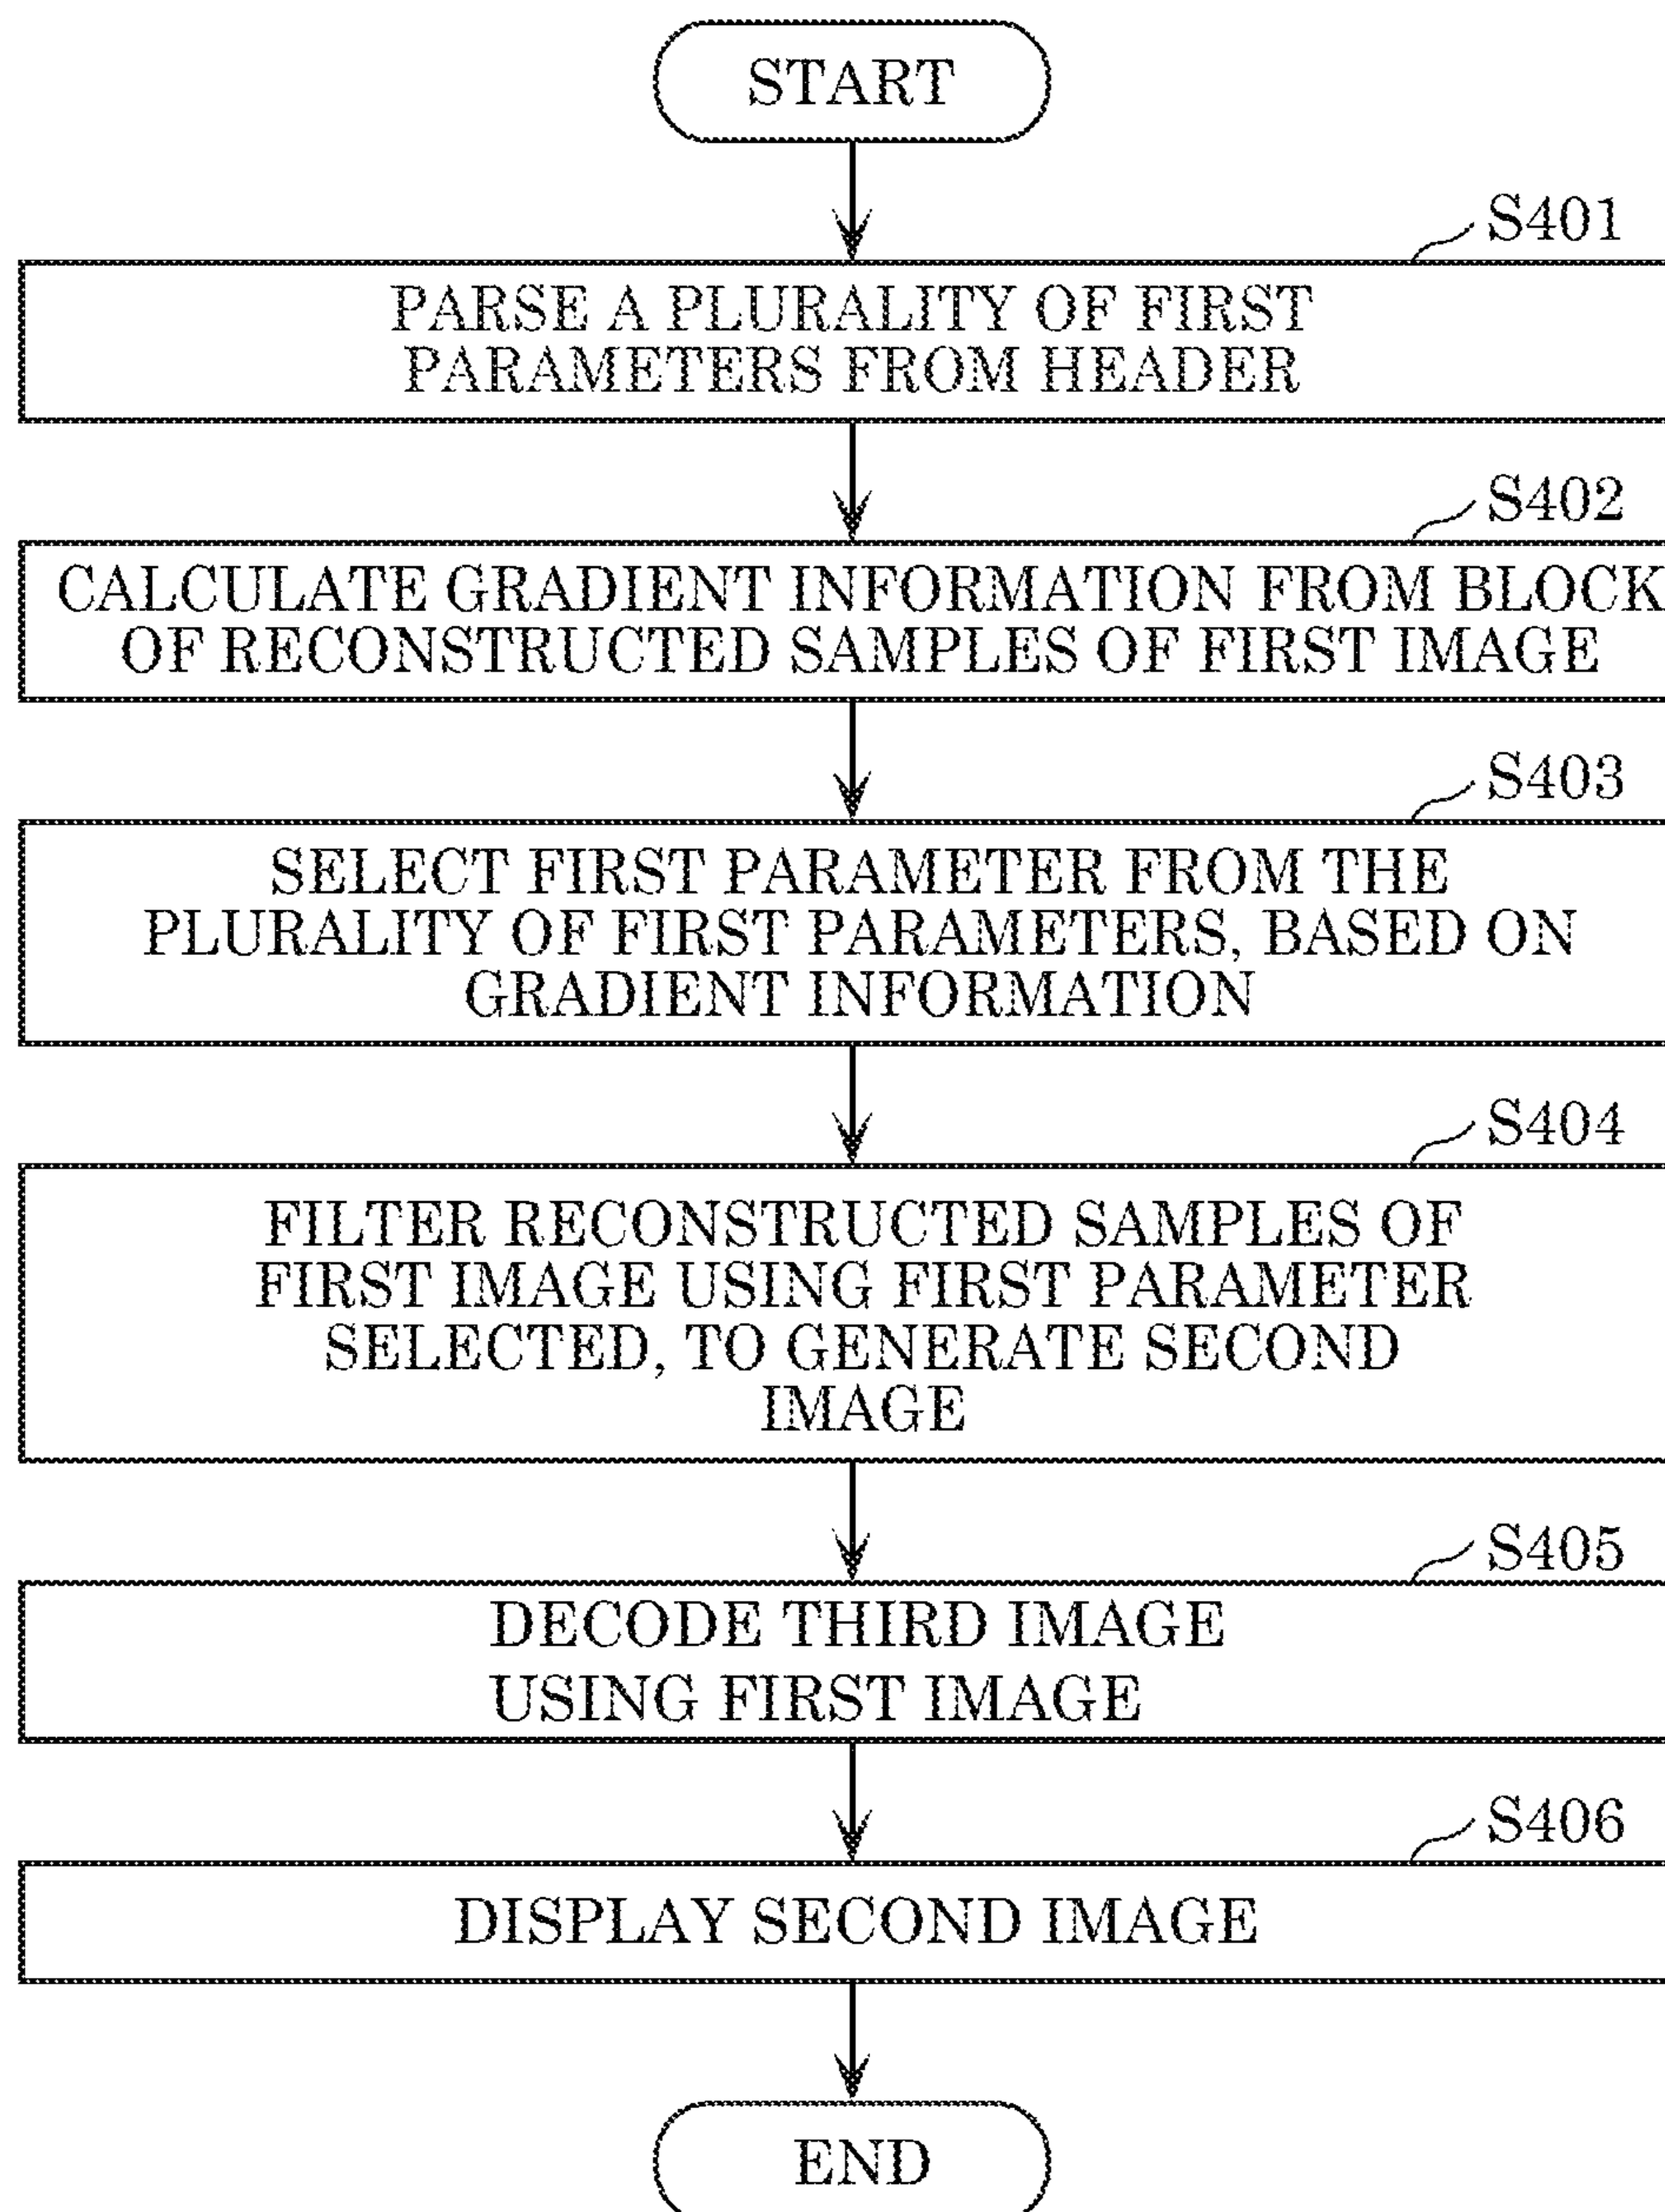 START
S401
PARSE A PLURALITY OF FIRST
PARAMETERS FROM HEADER
S402
CALCULATE GRADIENT INFORMATION FROM BLOCK
OF RECONSTRUCTED SAMPLES OF FIRST IMAGE
S403
SELECT FIRST PARAMETER FROM THE
PLURALITY OF FIRST PARAMETERS, BASED ON
GRADIENT INFORMATION
S404
FILTER RECONSTRUCTED SAMPLES OF
FIRST IMAGE USING FIRST PARAMETER
SELECTED, TO GENERATE SECOND
IMAGE
S405
DECODE THIRD IMAGE
USING FIRST IMAGE
S406
DISPLAY SECOND IMAGE
END